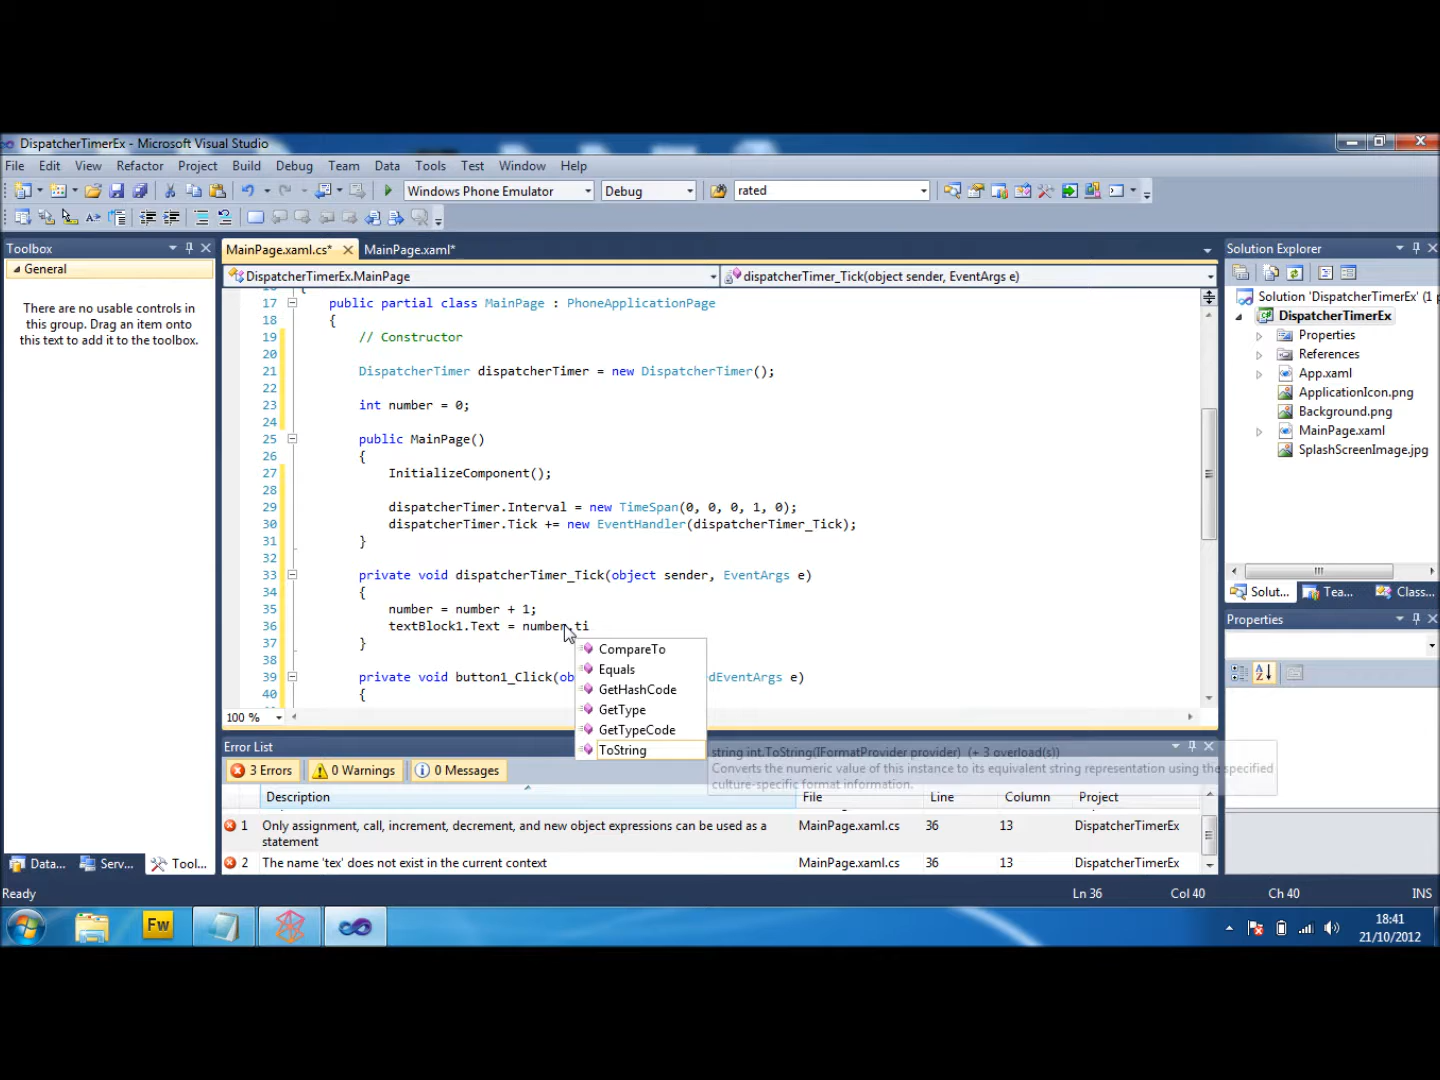 DispatcherTimerEx - Microsoft Visual Studio
File Edit View Refactor Project Build Debug Team Data Tools Test Window Help
Windows Phone Emulator Debug rated
Toolbox
General
There are no usable controls in
this group. Drag an item onto
this text to add it to the toolbox.
Data... Serv... Tool...
MainPage.xaml.cs* MainPage.xaml*
DispatcherTimerEx.MainPage dispatcherTimer_Tick(object sender, EventArgs e)
17 public partial class MainPage : PhoneApplicationPage
18 {
19 // Constructor
20
21 DispatcherTimer dispatcherTimer = new DispatcherTimer();
22
23 int number = 0;
24
25 public MainPage()
26 {
27 InitializeComponent();
28
29 dispatcherTimer.Interval = new TimeSpan(0, 0, 0, 1, 0);
30 dispatcherTimer.Tick += new EventHandler(dispatcherTimer_Tick);
31 }
32
33 private void dispatcherTimer_Tick(object sender, EventArgs e)
34 {
35 number = number + 1;
36 textBlock1.Text = number.ti
37 }
38
39 private void button1_Click(ob dEventArgs e)
40 {
CompareTo
Equals
GetHashCode
GetType
GetTypeCode
ToString
string int.ToString(IFormatProvider provider) (+ 3 overload(s))
Converts the numeric value of this instance to its equivalent string representation using the specified
culture-specific format information.
100 %
Error List
3 Errors 0 Warnings 0 Messages
Description File Line Column Project
1 Only assignment, call, increment, decrement, and new object expressions can be used as a
statement MainPage.xaml.cs 36 13 DispatcherTimerEx
2 The name 'tex' does not exist in the current context MainPage.xaml.cs 36 13 DispatcherTimerEx
Solution Explorer
Solution 'DispatcherTimerEx' (1 p
DispatcherTimerEx
Properties
References
App.xaml
ApplicationIcon.png
Background.png
MainPage.xaml
SplashScreenImage.jpg
Solut... Tea... Class...
Properties
Ready Ln 36 Col 40 Ch 40 INS
Fw
18:41
21/10/2012